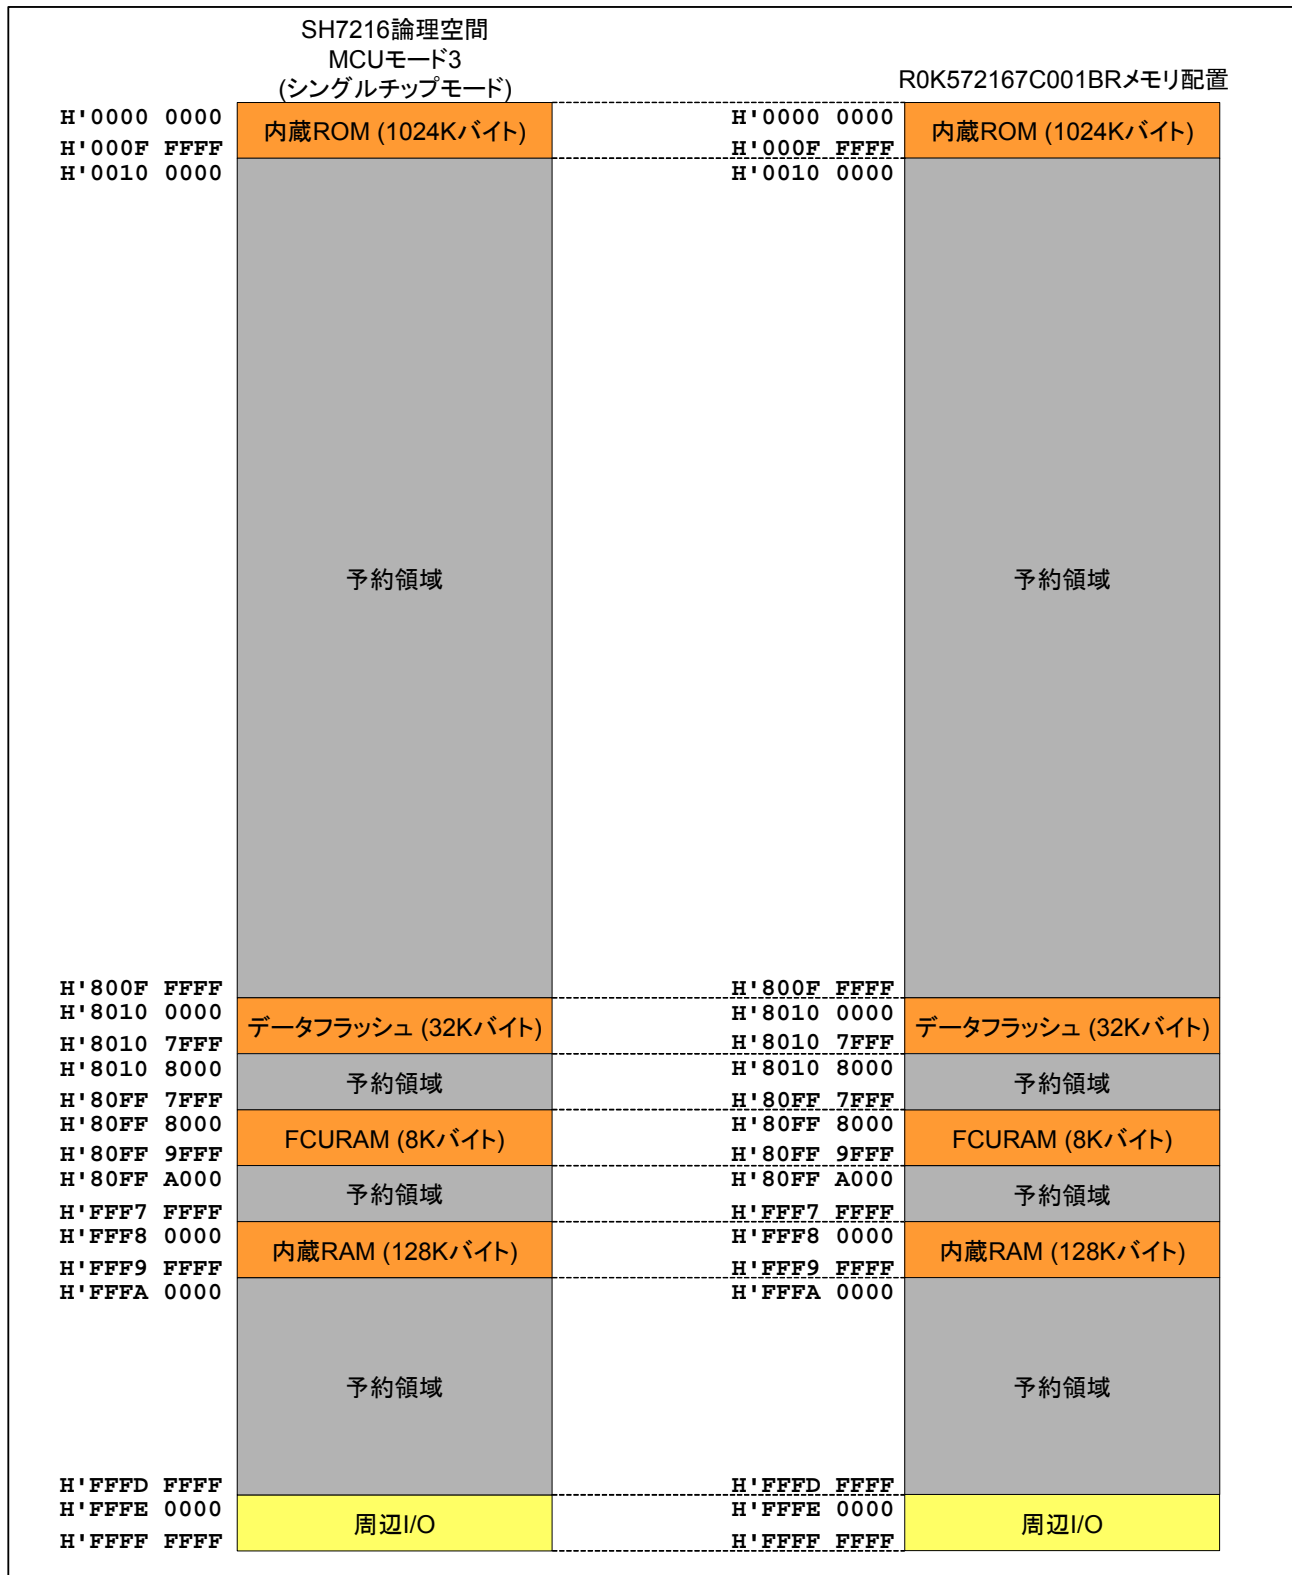 SH7216論理空間
MCUモード3
(シングルチップモード)
R0K572167C001BRメモリ配置
H'0000 0000
内蔵ROM (1024Kバイト)
H'0000 0000
内蔵ROM (1024Kバイト)
H'000F FFFF
H'000F FFFF
H'0010 0000
H'0010 0000
予約領域
予約領域
H'800F FFFF
H'800F FFFF
H'8010 0000
データフラッシュ (32Kバイト)
H'8010 0000
データフラッシュ (32Kバイト)
H'8010 7FFF
H'8010 7FFF
H'8010 8000
予約領域
H'8010 8000
予約領域
H'80FF 7FFF
H'80FF 7FFF
H'80FF 8000
FCURAM (8Kバイト)
H'80FF 8000
FCURAM (8Kバイト)
H'80FF 9FFF
H'80FF 9FFF
H'80FF A000
予約領域
H'80FF A000
予約領域
H'FFF7 FFFF
H'FFF7 FFFF
H'FFF8 0000
内蔵RAM (128Kバイト)
H'FFF8 0000
内蔵RAM (128Kバイト)
H'FFF9 FFFF
H'FFF9 FFFF
H'FFFA 0000
H'FFFA 0000
予約領域
予約領域
H'FFFD FFFF
H'FFFD FFFF
H'FFFE 0000
周辺I/O
H'FFFE 0000
周辺I/O
H'FFFF FFFF
H'FFFF FFFF